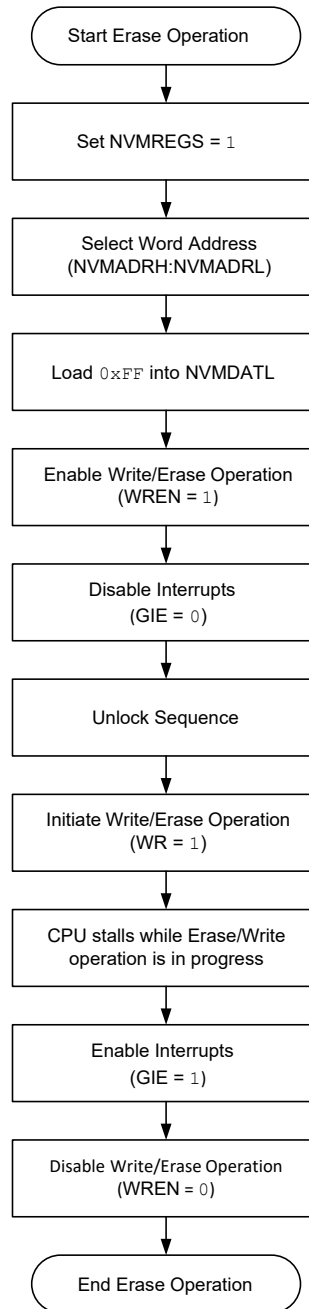 Start Erase Operation
Set NVMREGS = 1
Select Word Address
(NVMADRH:NVMADRL)
Load 0xFF into NVMDATL
Enable Write/Erase Operation
(WREN = 1)
Disable Interrupts
(GIE = 0)
Unlock Sequence
Initiate Write/Erase Operation
(WR = 1)
CPU stalls while Erase/Write
operation is in progress
Enable Interrupts
(GIE = 1)
Disable Write/Erase Operation
(WREN = 0)
End Erase Operation